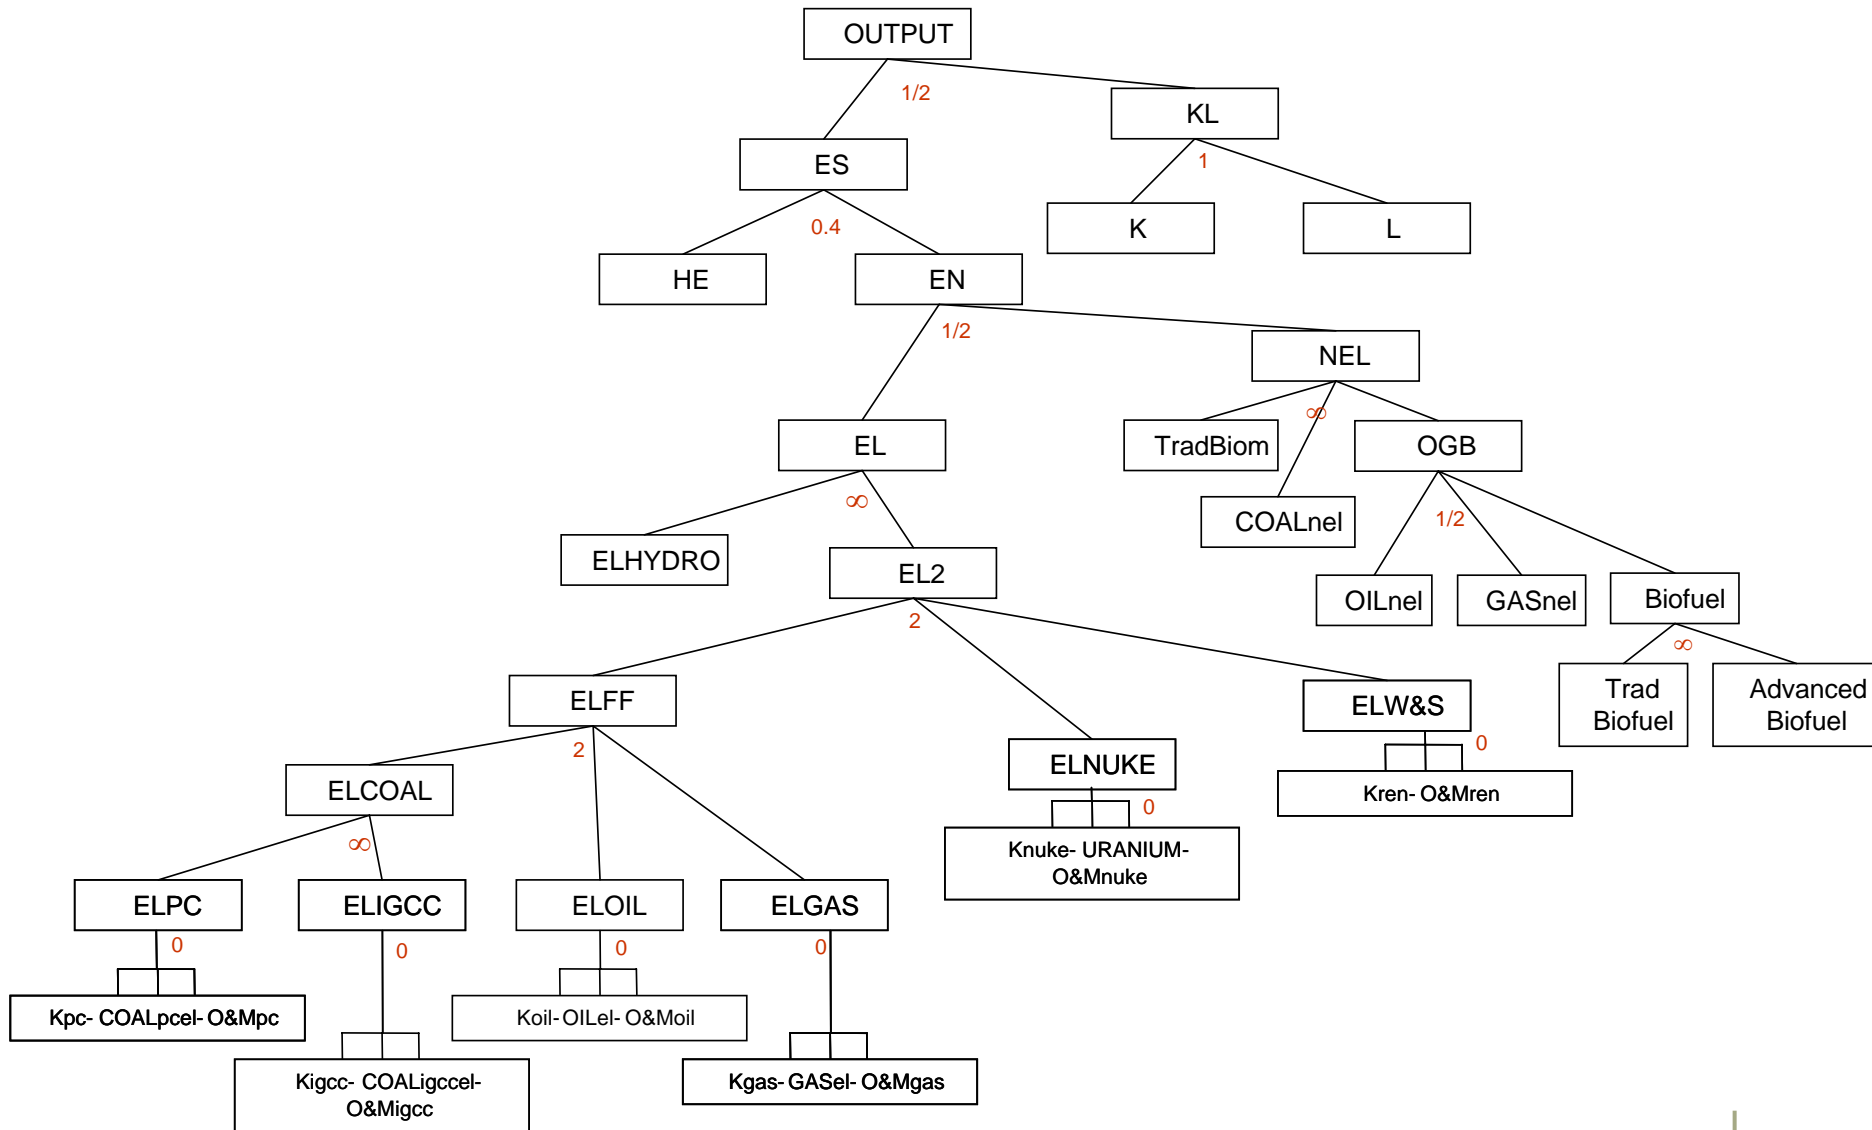 OUTPUT
1/2
KL
ES
1
0.4
K
L
HE
EN
1/2
NEL
∞
EL
TradBiom
OGB
∞
COALnel
1/2
ELHYDRO
EL2
OILnel
GASnel
Biofuel
2
∞
ELFF
ELW&S
Trad
Biofuel
Advanced
Biofuel
2
0
ELCOAL
ELNUKE
Kren- O&Mren
0
∞
Knuke- URANIUM-
O&Mnuke
ELPC
ELIGCC
ELOIL
ELGAS
0
0
0
0
Kpc- COALpcel- O&Mpc
Koil- OILel- O&Moil
Kigcc- COALigccel-
O&Migcc
Kgas- GASel- O&Mgas